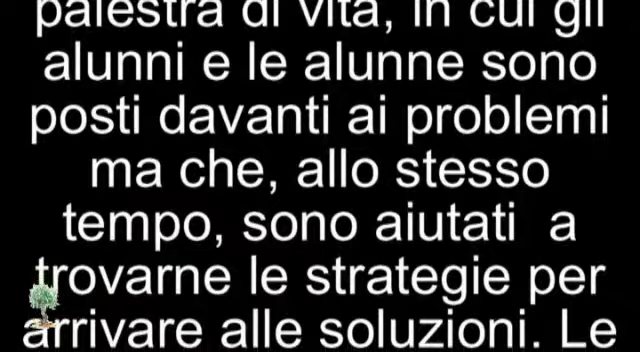 palestra di vita, in cui gli
alunni e le alunne sono
posti davanti ai problemi
ma che, allo stesso
tempo, sono aiutati  a
trovarne le strategie per
arrivare alle soluzioni. Le